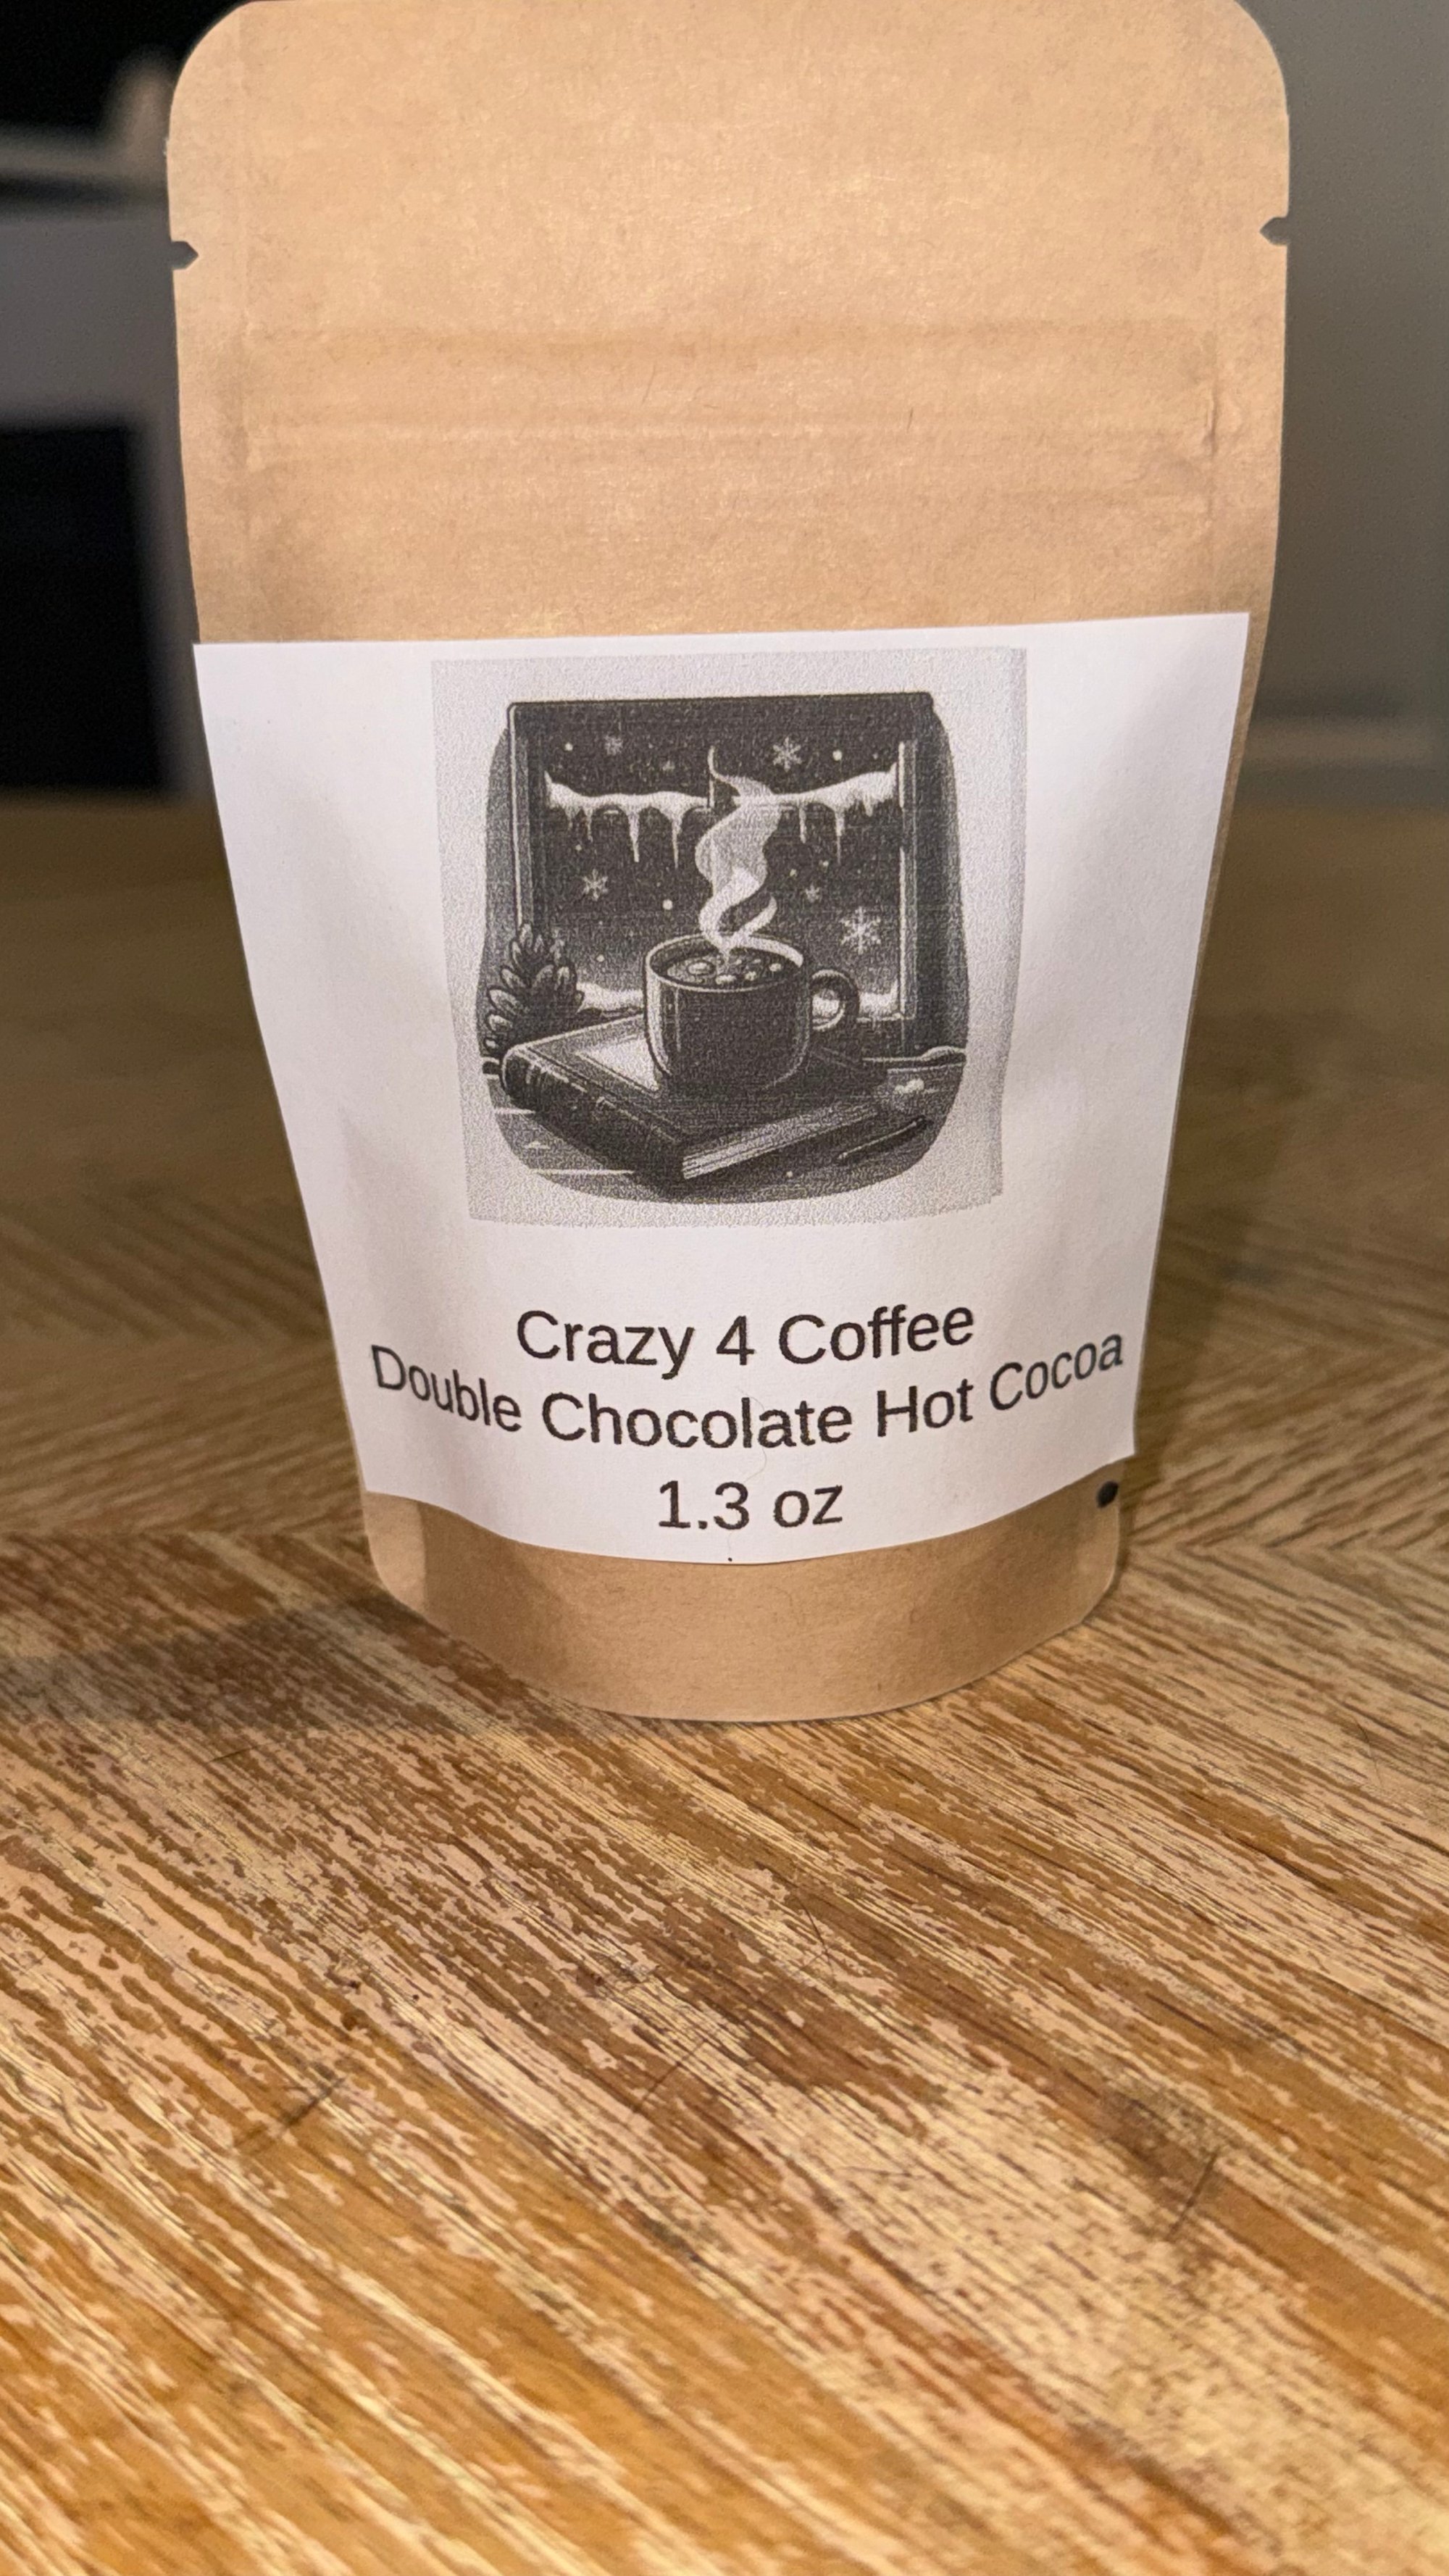 Crazy 4 Coffee
Double Chocolate Hot Cocoa
1.3 oz